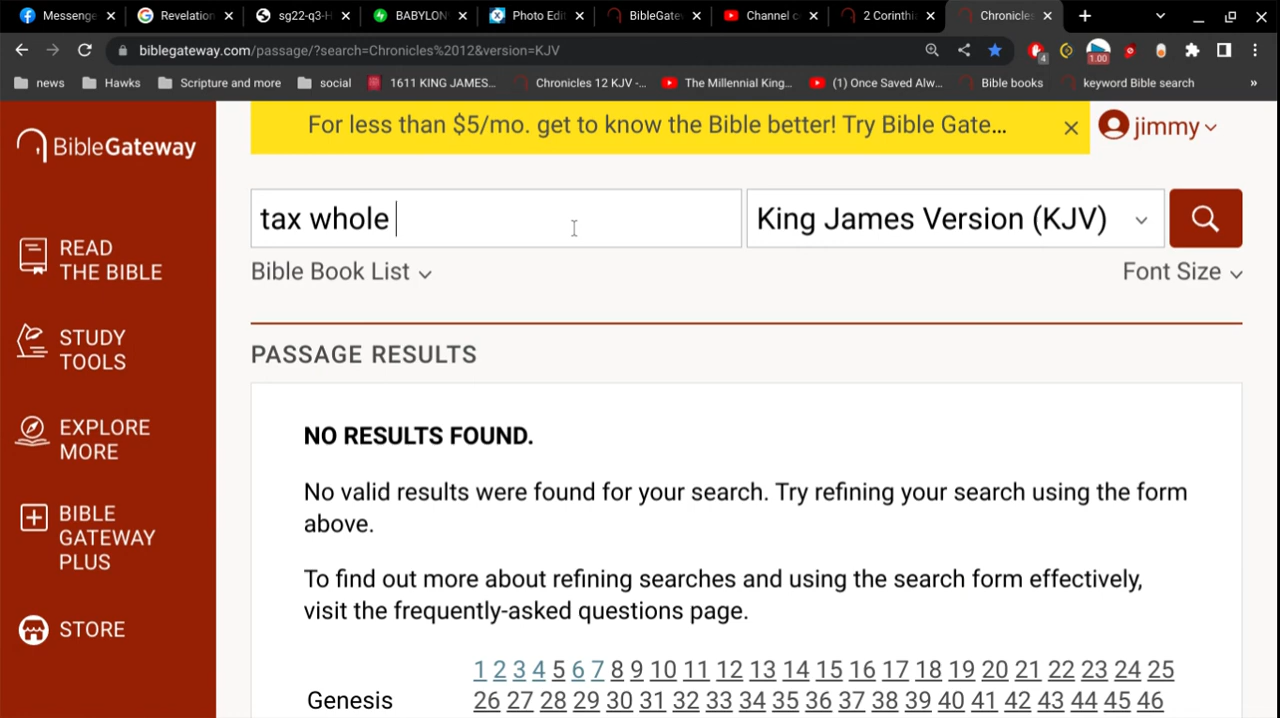 Messenge
Revelation
sg22-q3-H
BABYLON
Photo Edi
BibleGate
Channel c
2 Corinthi
Chronicles
biblegateway.com/passage/?search=Chronicles%2012&version=KJV
4
1.00
news
Hawks
Scripture and more
social
1611 KING JAMES...
Chronicles 12 KJV -...
The Millennial King...
(1) Once Saved Alw...
Bible books
keyword Bible search
»
BibleGateway
For less than $5/mo. get to know the Bible better! Try Bible Gate...
jimmy
tax whole
King James Version (KJV)
Bible Book List
Font Size
READ
THE BIBLE
STUDY
TOOLS
EXPLORE
MORE
BIBLE
GATEWAY
PLUS
STORE
PASSAGE RESULTS
NO RESULTS FOUND.
No valid results were found for your search. Try refining your search using the form
above.
To find out more about refining searches and using the search form effectively,
visit the frequently-asked questions page.
Genesis
1 2 3 4 5 6 7 8 9 10 11 12 13 14 15 16 17 18 19 20 21 22 23 24 25
26 27 28 29 30 31 32 33 34 35 36 37 38 39 40 41 42 43 44 45 46